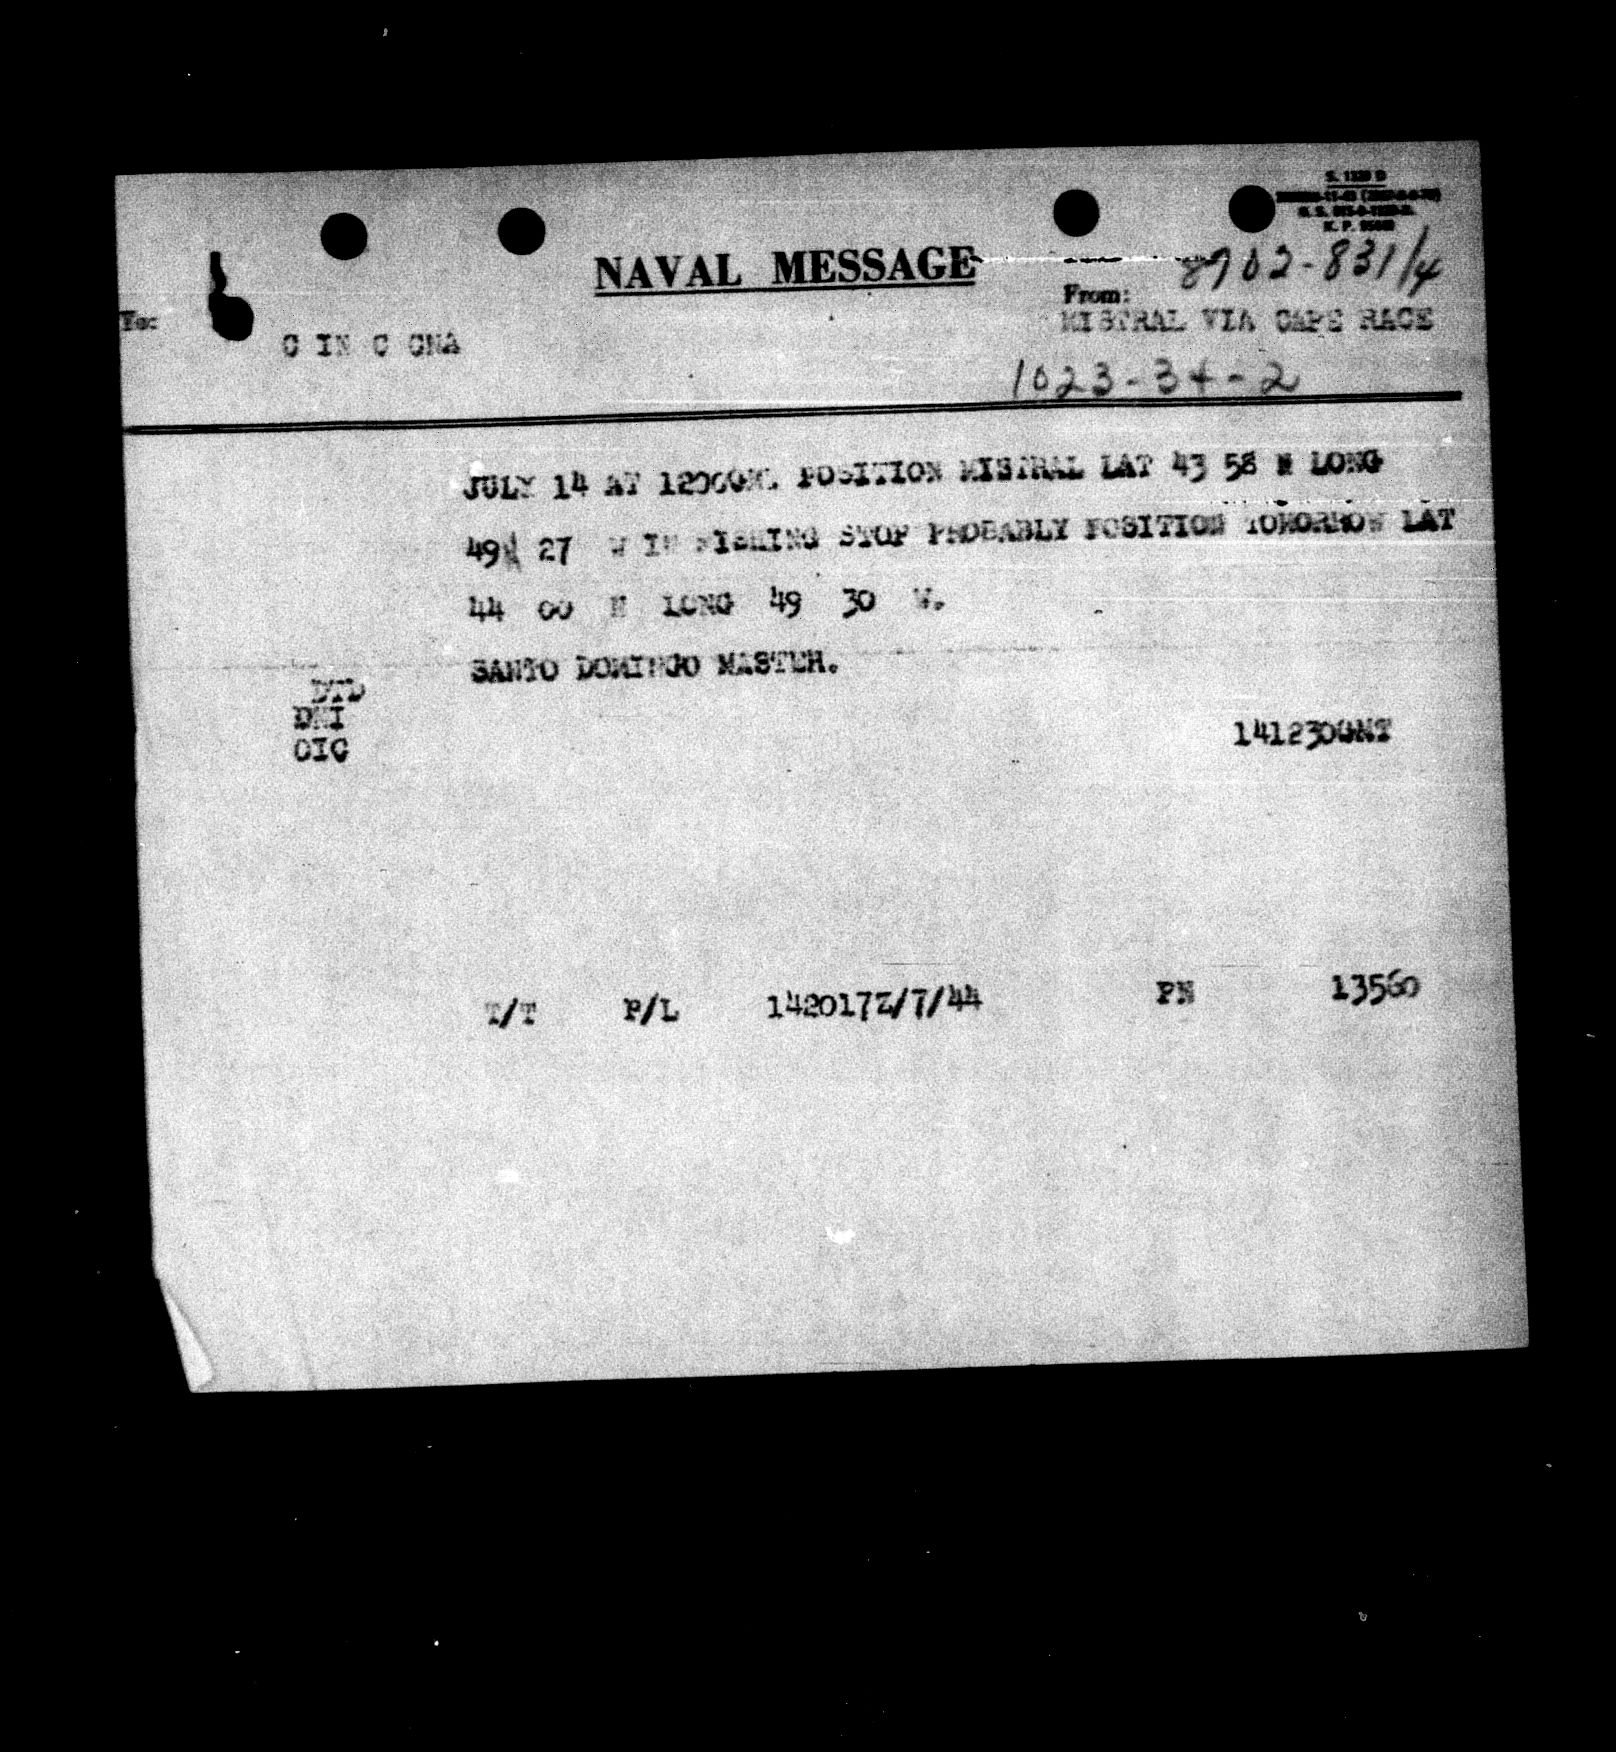 S. 1320 D
NAVAL MESSAGE
8702-831/4
To:
From:
MISTRAL VIA CAPE RACE
C IN C CNA
1023-34-2
JULY 14 AT 1200GMT. POSITION MISTRAL LAT 43 58 N LONG
49 27 W IN FISHING STOP PROBABLY POSITION TOMORROW LAT
44 00 N LONG 49 30 W.
SANTO DOMINGO MASTER.
DTD
DNI
OIC
141230GMT
T/T P/L 142017Z/7/44 PN 13560